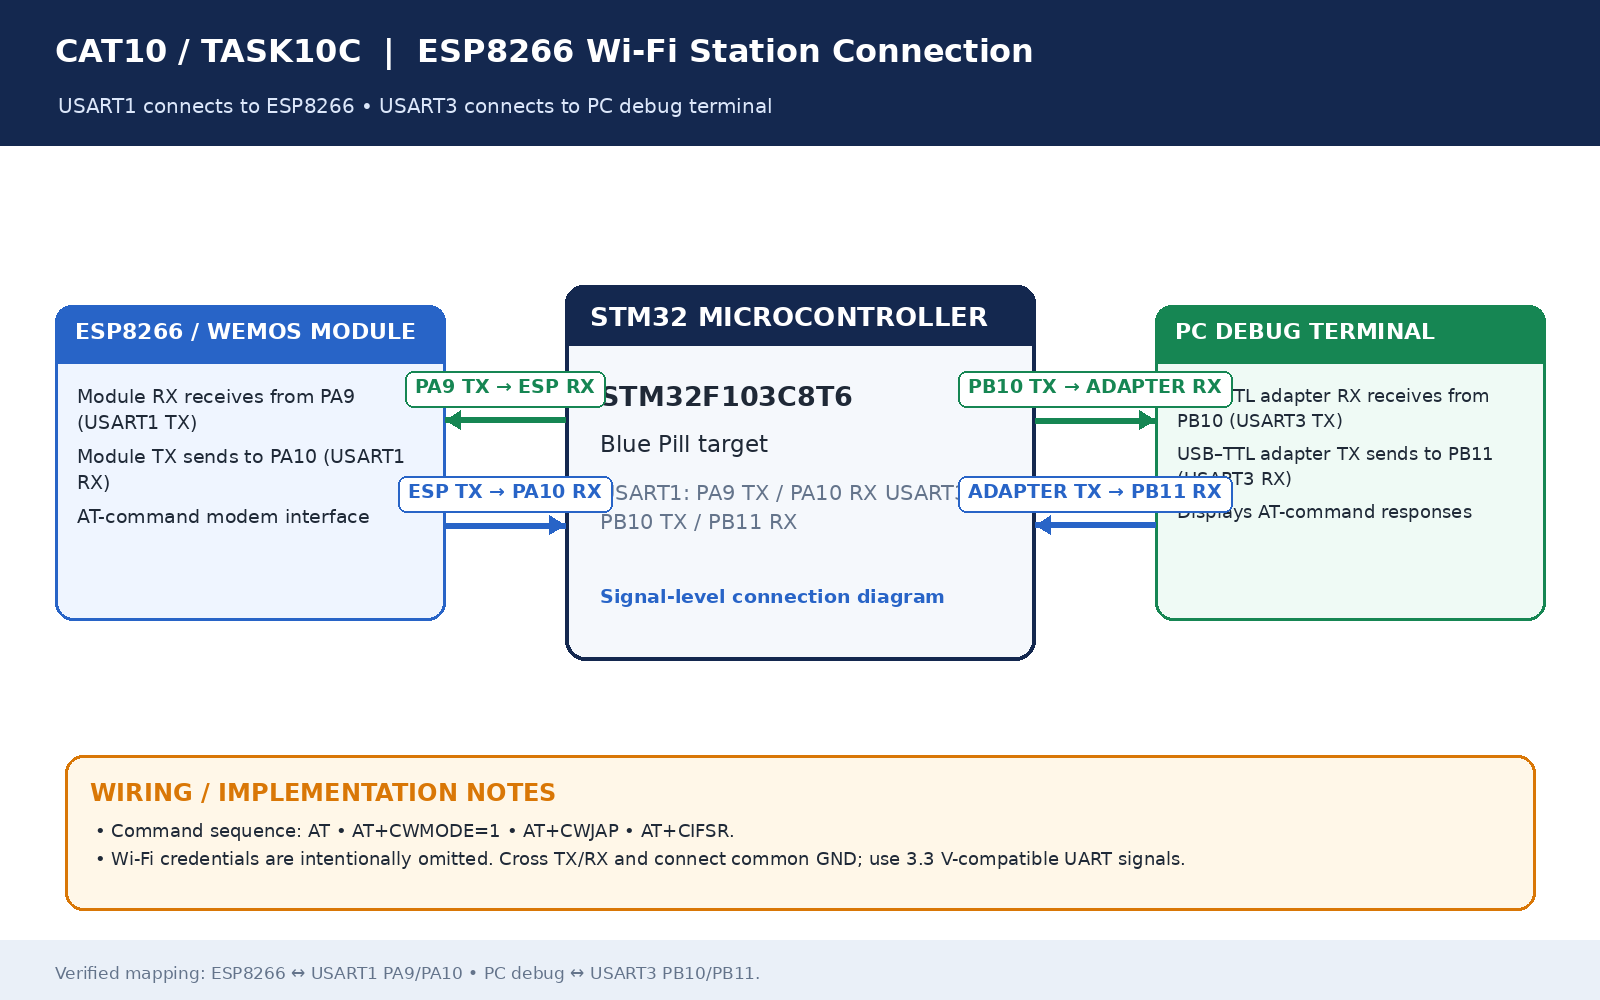 CAT10 / TASK10C | ESP8266 Wi-Fi Station Connection
USART1 connects to ESP8266 • USART3 connects to PC debug terminal
ESP8266 / WEMOS MODULE
Module RX receives from PA9
(USART1 TX)
Module TX sends to PA10 (USART1
RX)
AT-command modem interface
PA9 TX → ESP RX
ESP TX → PA10 RX
STM32 MICROCONTROLLER
STM32F103C8T6
Blue Pill target
USART1: PA9 TX / PA10 RX USART3
PB10 TX / PB11 RX
Signal-level connection diagram
PB10 TX → ADAPTER RX
ADAPTER TX → PB11 RX
PC DEBUG TERMINAL
adapter RX receives from
PB10 (USART3 TX)
USB–TTL adapter TX sends to PB11
(USART3 RX)
Displays AT-command responses
WIRING / IMPLEMENTATION NOTES
• Command sequence: AT • AT+CWMODE=1 • AT+CWJAP • AT+CIFSR.
• Wi-Fi credentials are intentionally omitted. Cross TX/RX and connect common GND; use 3.3 V-compatible UART signals.
Verified mapping: ESP8266 ↔ USART1 PA9/PA10 • PC debug ↔ USART3 PB10/PB11.